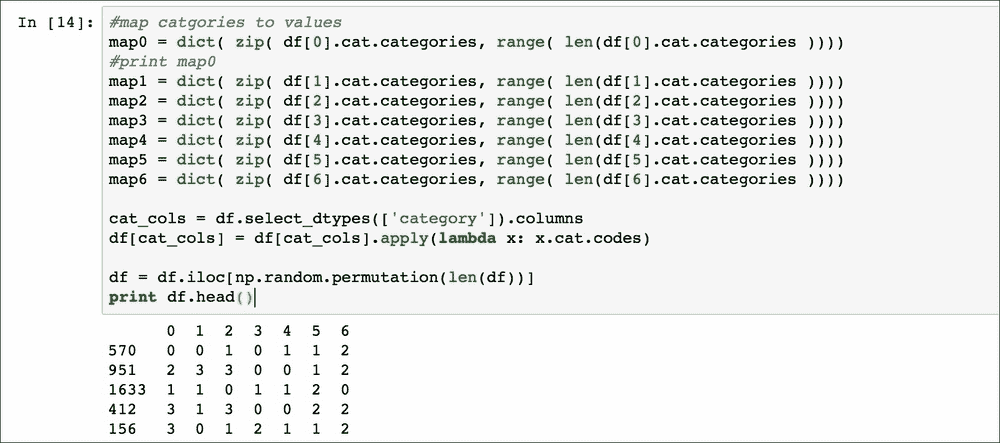 In [14]: #map catgories to values
map0 = dict( zip( df[0].cat.categories, range( len(df[0].cat.categories ))))
#print map0
map1 = dict( zip( df[1].cat.categories, range( len(df[1].cat.categories ))))
map2 = dict( zip( df[2].cat.categories, range( len(df[2].cat.categories ))))
map3 = dict( zip( df[3].cat.categories, range( len(df[3].cat.categories ))))
map4 = dict( zip( df[4].cat.categories, range( len(df[4].cat.categories ))))
map5 = dict( zip( df[5].cat.categories, range( len(df[5].cat.categories ))))
map6 = dict( zip( df[6].cat.categories, range( len(df[6].cat.categories ))))

cat_cols = df.select_dtypes(['category']).columns
df[cat_cols] = df[cat_cols].apply(lambda x: x.cat.codes)

df = df.iloc[np.random.permutation(len(df))]
print df.head()
0 1 2 3 4 5 6
570 0 0 1 0 1 1 2
951 2 3 3 0 0 1 2
1633 1 1 0 1 1 2 0
412 3 1 3 0 0 2 2
156 3 0 1 2 1 1 2